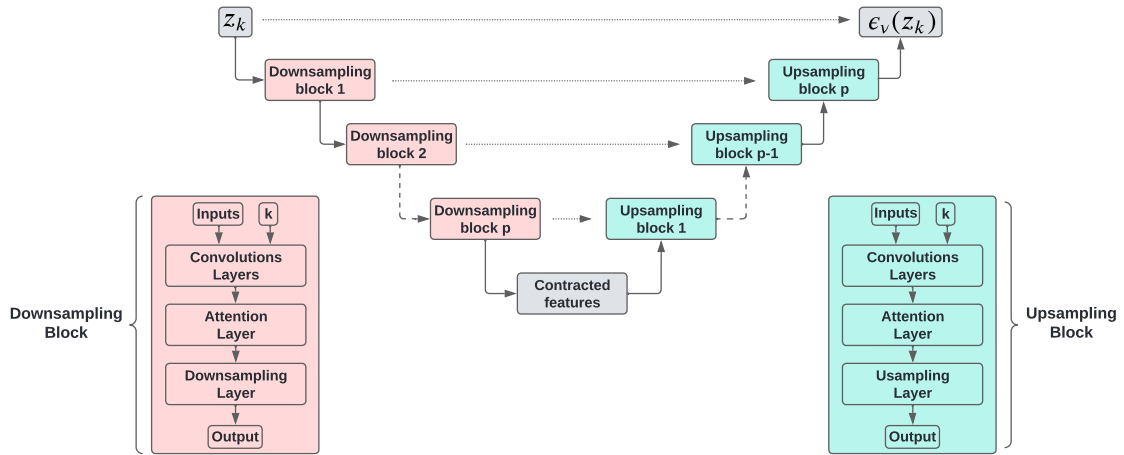 z_k
ϵ_ν(z_k)
Downsampling
block 1
Upsampling
block p
Downsampling
block 2
Upsampling
block p-1
Downsampling
block p
Upsampling
block 1
Contracted
features
Downsampling
Block
Inputs
k
Convolutions
Layers
Attention
Layer
Downsampling
Layer
Output
Inputs
k
Convolutions
Layers
Attention
Layer
Usampling
Layer
Output
Upsampling
Block